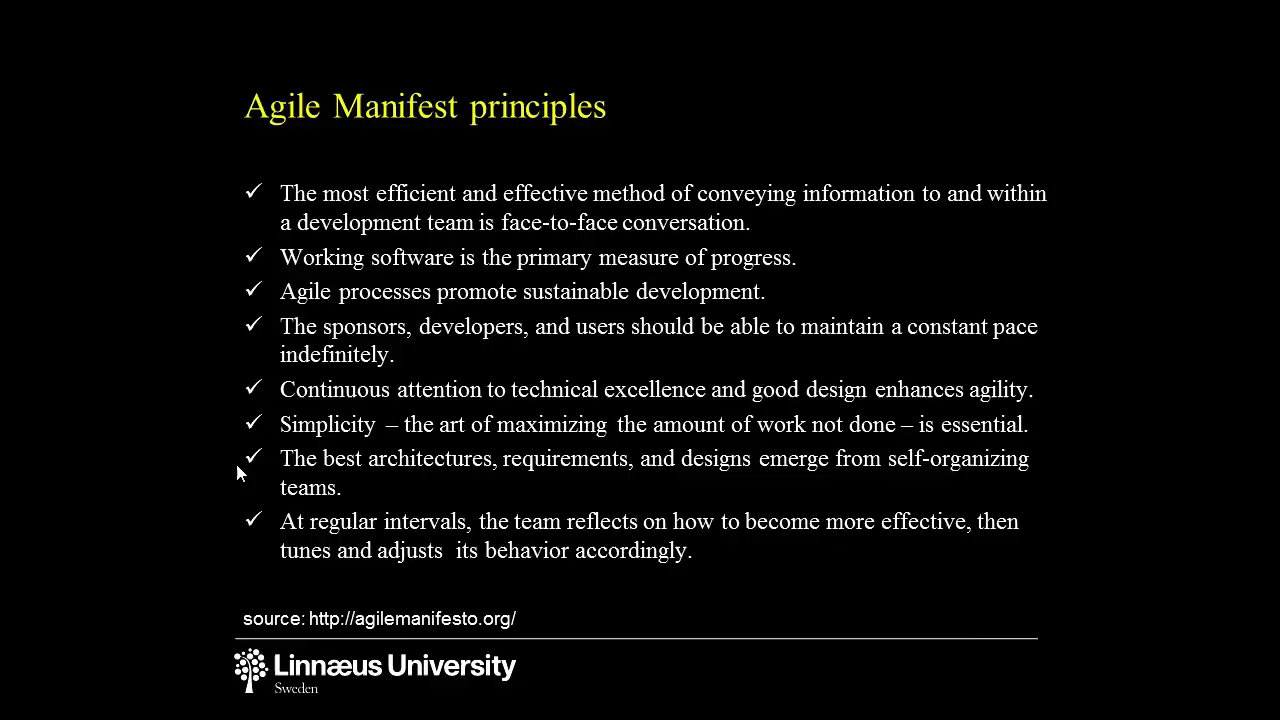 Agile Manifest principles
✓ The most efficient and effective method of conveying information to and within
a development team is face-to-face conversation.
✓ Working software is the primary measure of progress.
✓ Agile processes promote sustainable development.
✓ The sponsors, developers, and users should be able to maintain a constant pace
indefinitely.
✓ Continuous attention to technical excellence and good design enhances agility.
✓ Simplicity – the art of maximizing the amount of work not done – is essential.
✓ The best architectures, requirements, and designs emerge from self-organizing
teams.
✓ At regular intervals, the team reflects on how to become more effective, then
tunes and adjusts its behavior accordingly.
source: http://agilemanifesto.org/
Linnæus University
Sweden